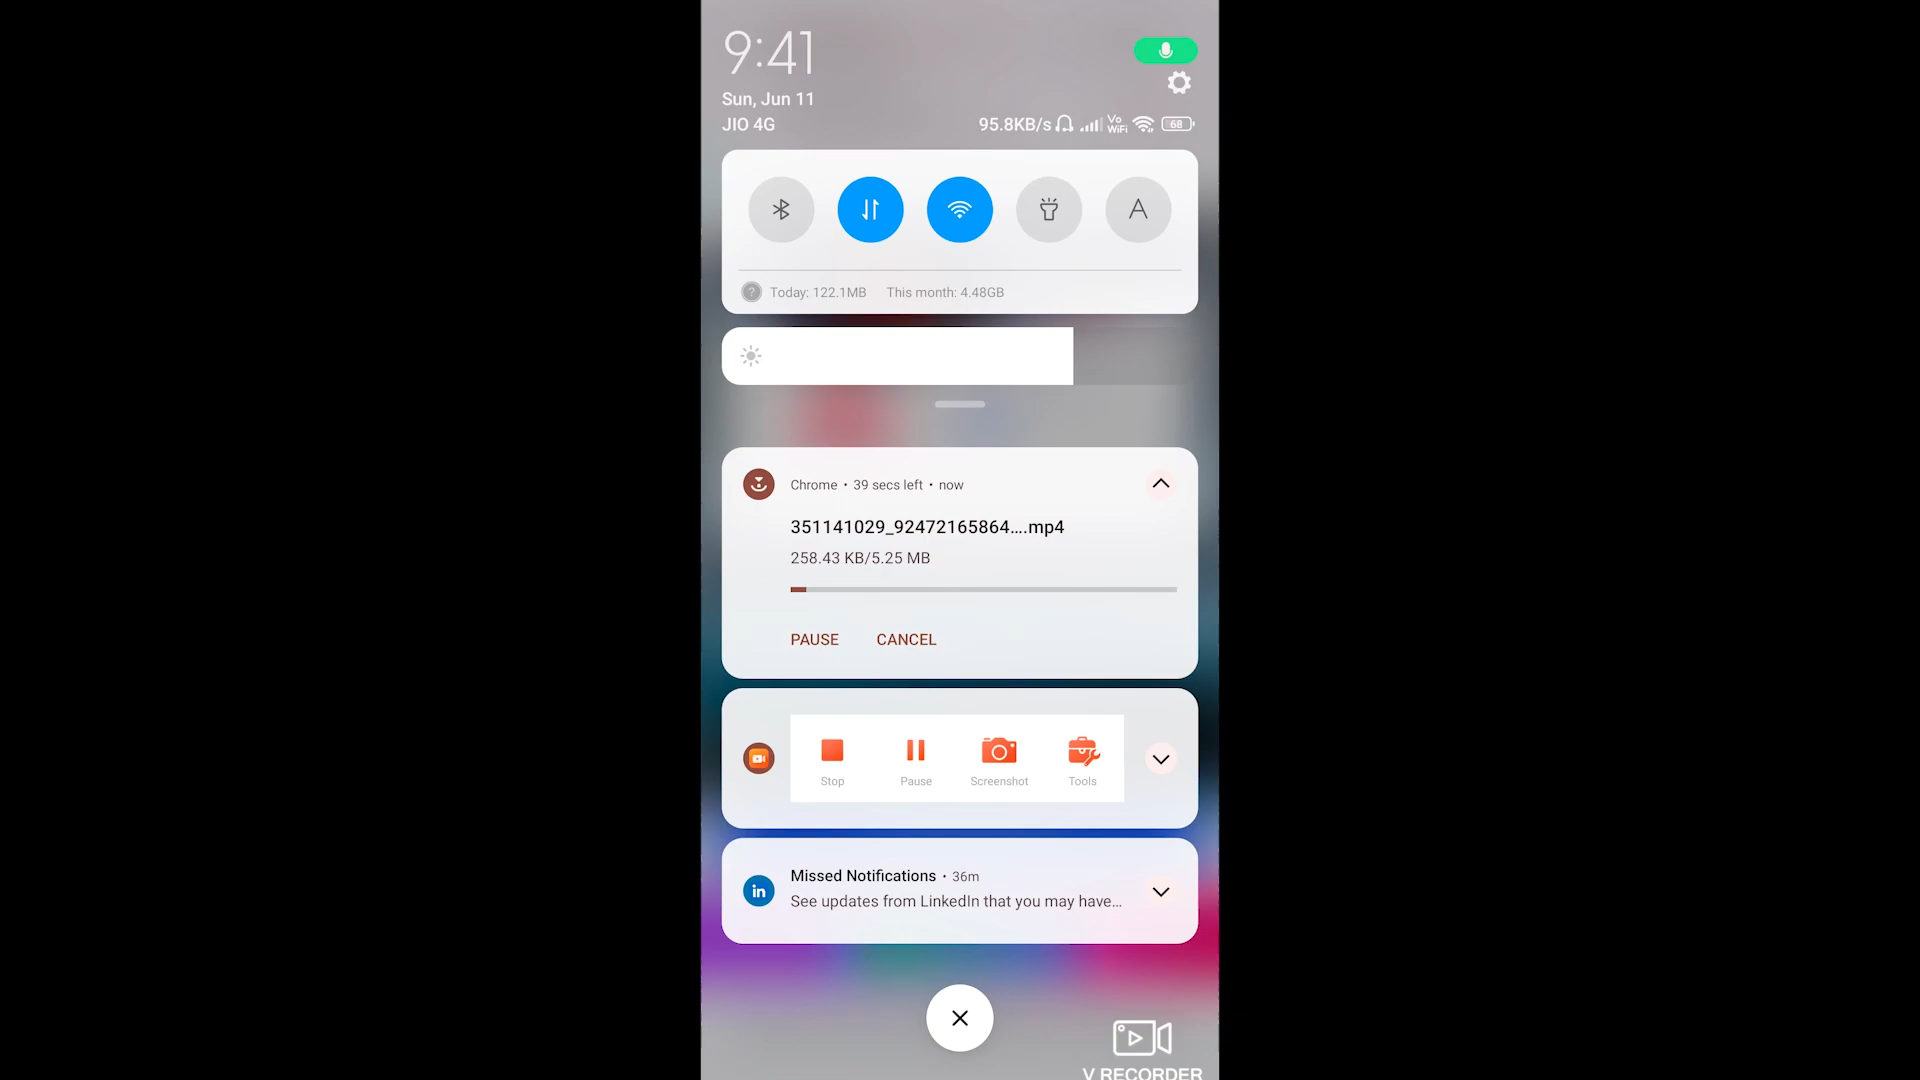 9:41
Sun, Jun 11
JIO 4G
95.8KB/s Vo WiFi 68
A
? Today: 122.1MB This month: 4.48GB
Chrome • 39 secs left • now
351141029_92472165864....mp4
258.43 KB/5.25 MB
PAUSE CANCEL
Stop Pause Screenshot Tools
in
Missed Notifications • 36m
See updates from LinkedIn that you may have...
V RECORDER